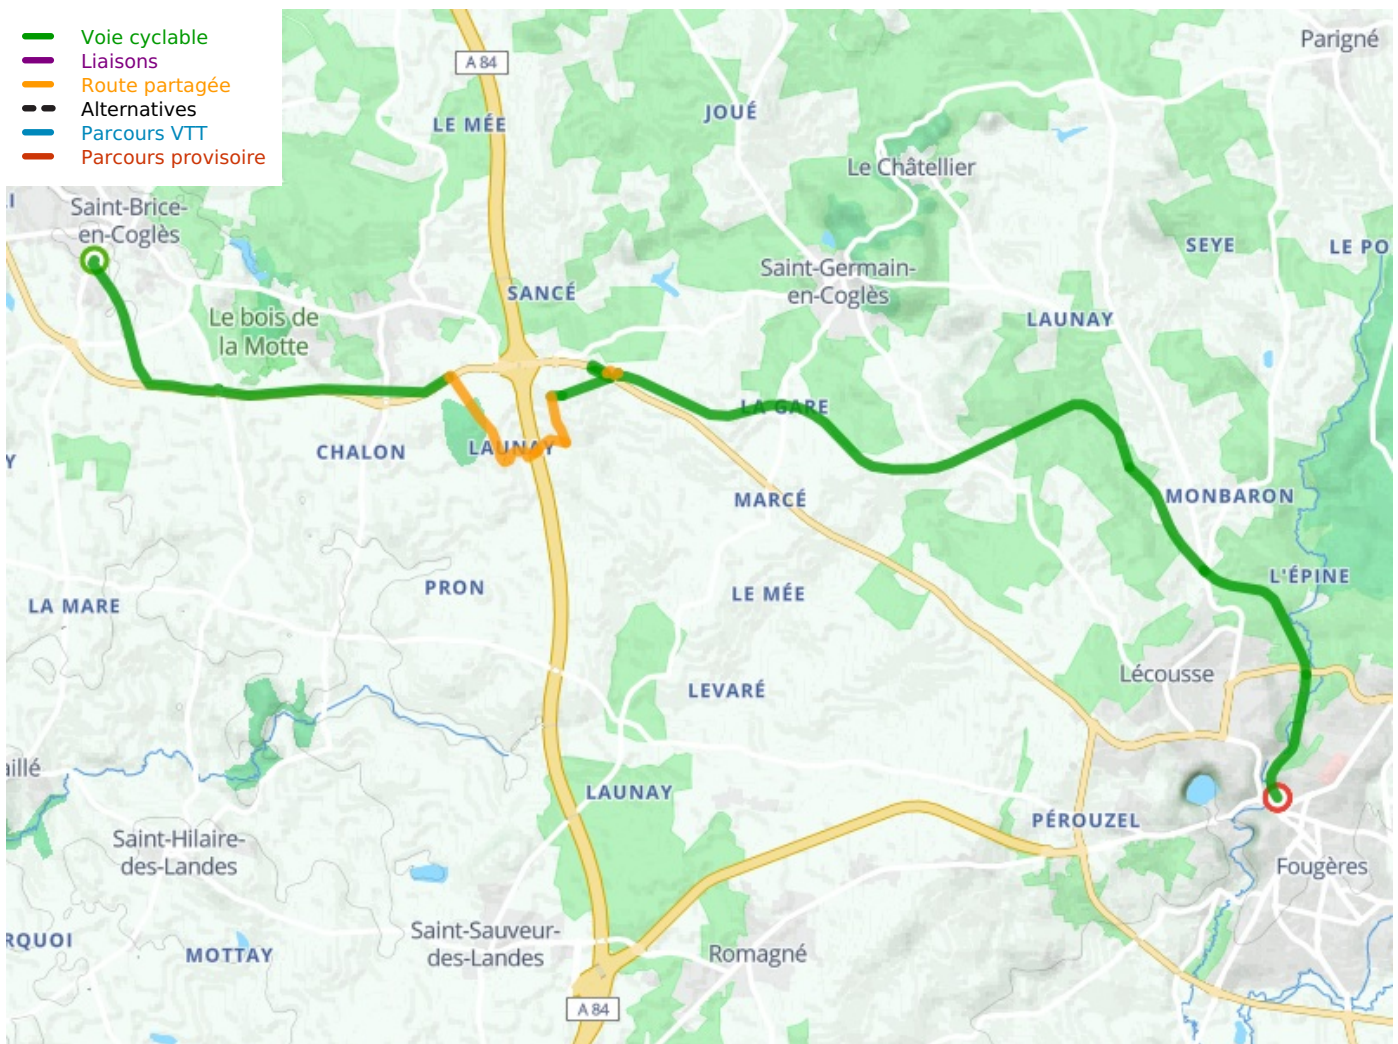 Voie cyclable
Liaisons
Route partagée
Alternatives
Parcours VTT
Parcours provisoire
A 84
Parigné
JOUÉ
LE MÉE
Le Châtellier
Saint-Brice-
en-Coglès
SEYE
LE PO
Saint-Germain-
en-Coglès
SANCÉ
Le bois de
la Motte
LAUNAY
LA GARE
CHALON
LAUNAY
Y
MARCÉ
MONBARON
L'ÉPINE
PRON
LE MÉE
LA MARE
Lécousse
LEVARÉ
aillé
LAUNAY
PÉROUZEL
Saint-Hilaire-
des-Landes
Fougères
Saint-Sauveur-
des-Landes
RQUOI
MOTTAY
Romagné
A 84